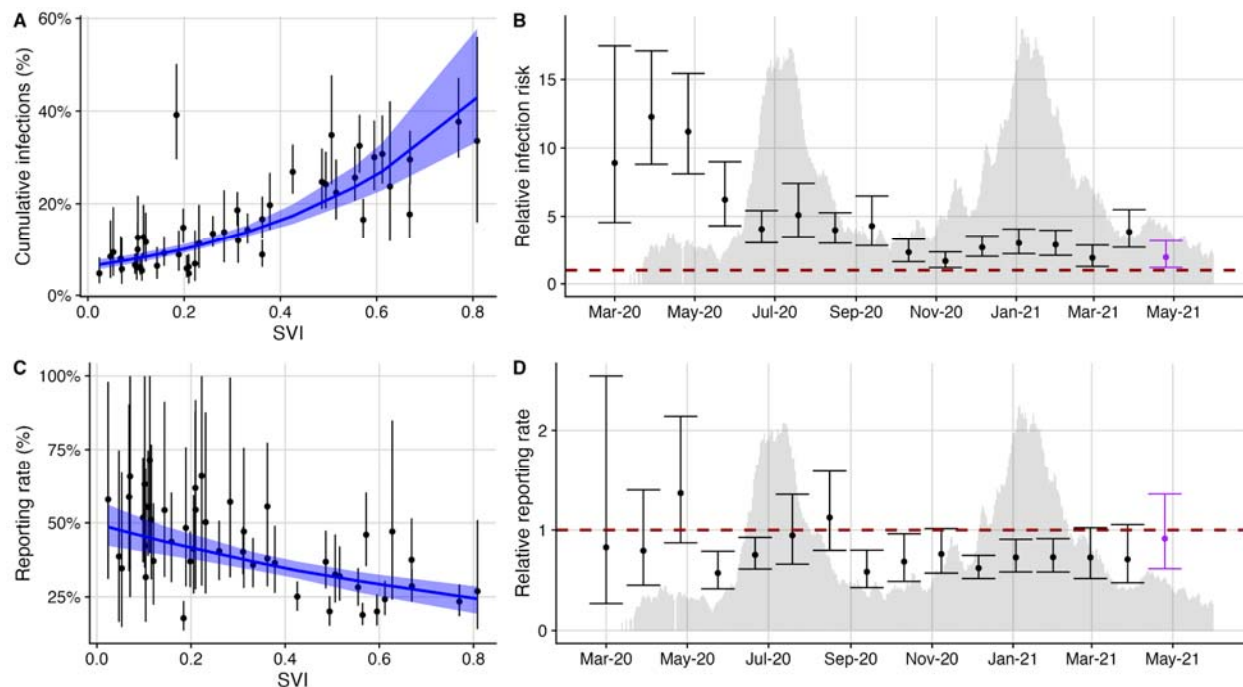 A
Cumulative infections (%)
60%
40%
20%
0%
0.0 0.2 0.4 0.6 0.8
SVI
B
Relative infection risk
15
10
5
0
Mar-20 May-20 Jul-20 Sep-20 Nov-20 Jan-21 Mar-21 May-21
C
Reporting rate (%)
100%
75%
50%
25%
0.0 0.2 0.4 0.6 0.8
SVI
D
Relative reporting rate
2
1
0
Mar-20 May-20 Jul-20 Sep-20 Nov-20 Jan-21 Mar-21 May-21